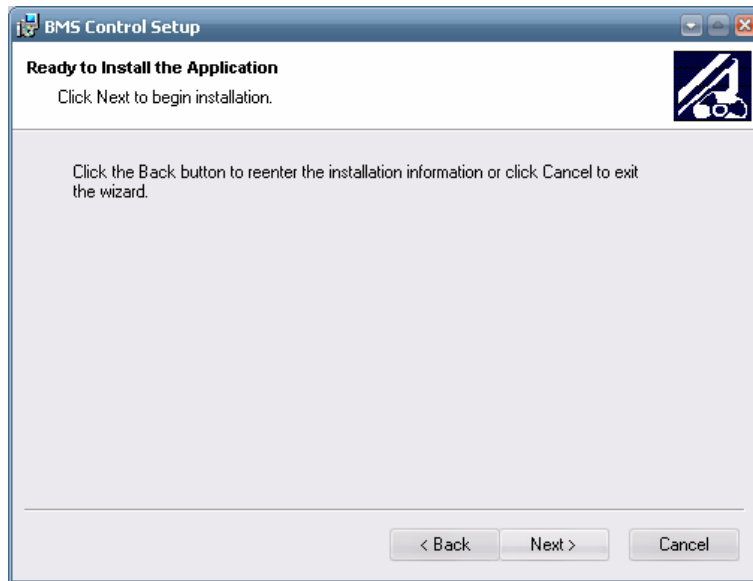 BMS Control Setup
Ready to Install the Application
Click Next to begin installation.
Click the Back button to reenter the installation information or click Cancel to exit
the wizard.
< Back Next > Cancel